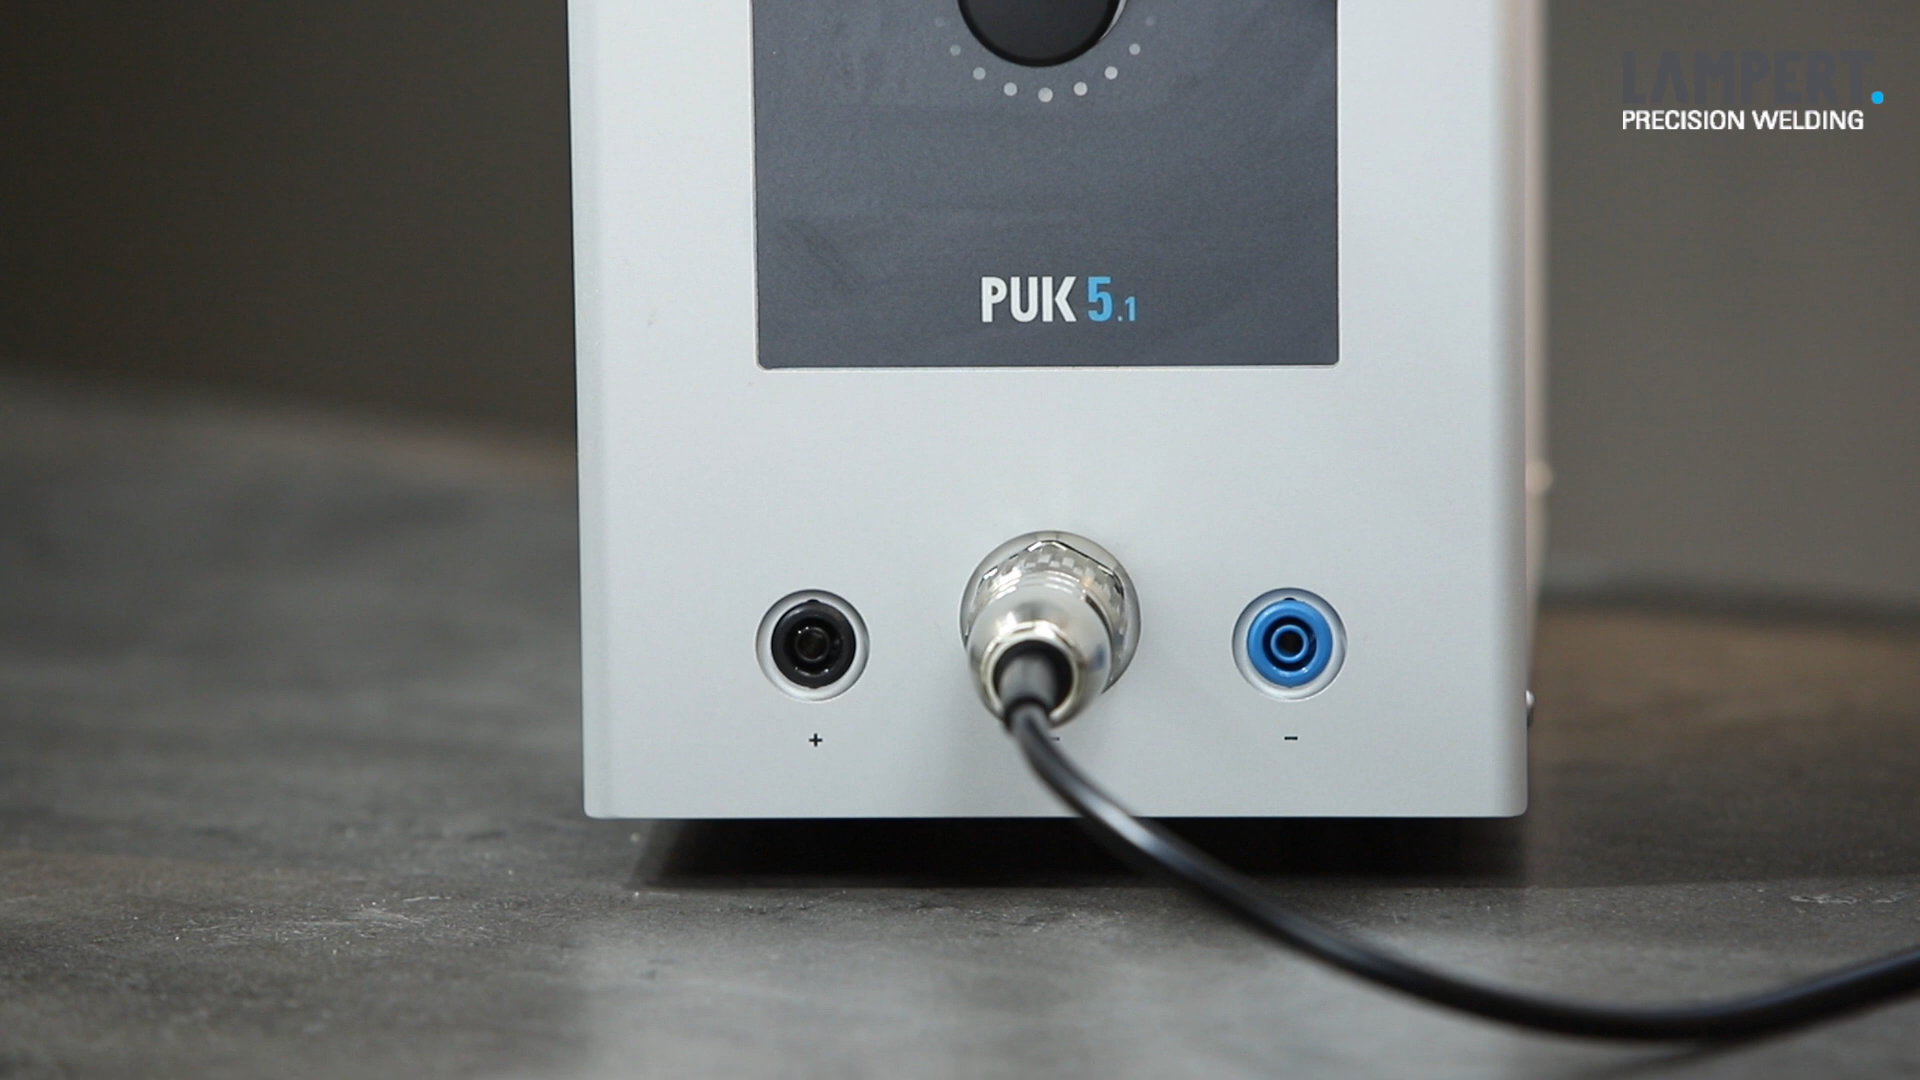 LAMPERT.
PRECISION WELDING
PUK 5.1
+
-
-